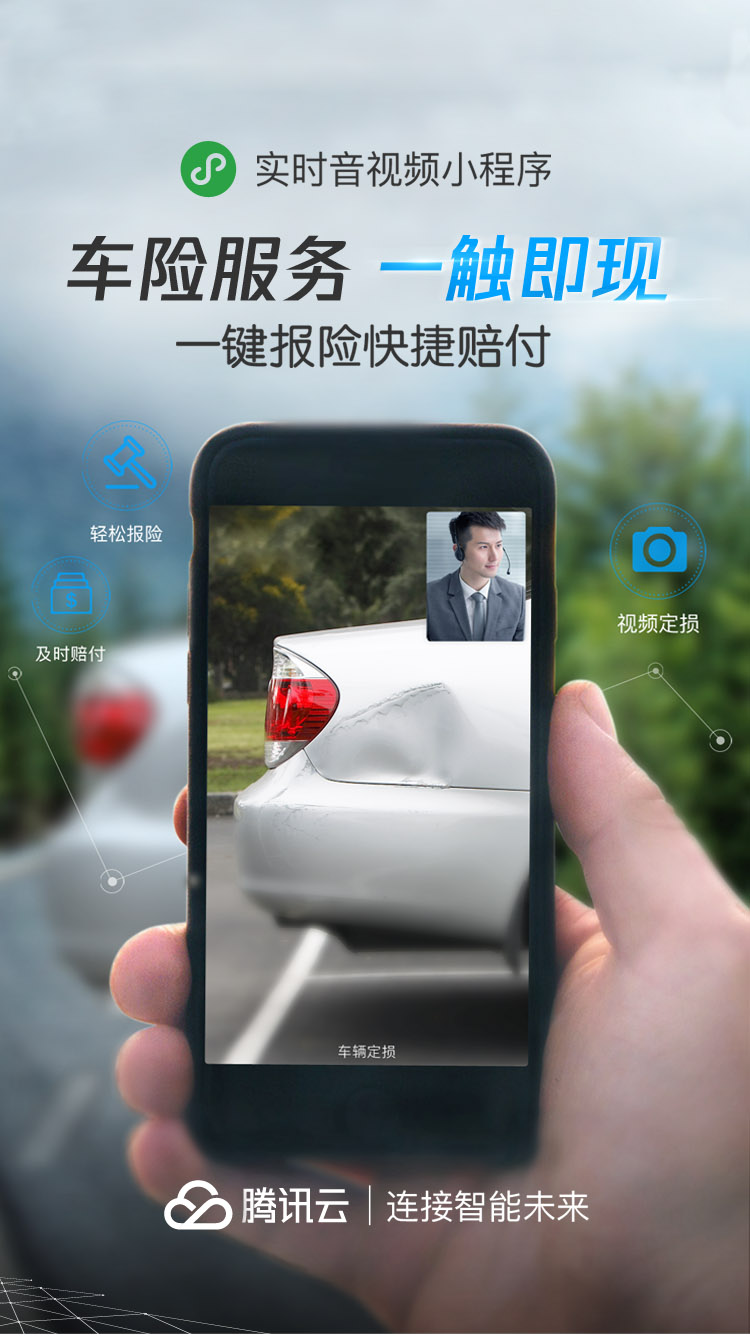 实时音视频小程序
车险服务 一触即现
一键报险快捷赔付
轻松报险
视频定损
$
及时赔付
车辆定损
腾讯云 | 连接智能未来